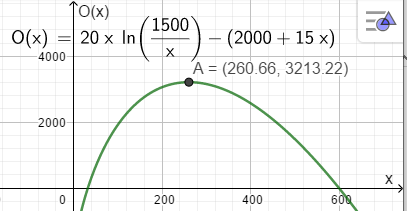 O(x)
O(x) = 20 x ln(1500/x) − (2000 + 15 x)
4000
A = (260.66, 3213.22)
2000
x
0 200 400 600